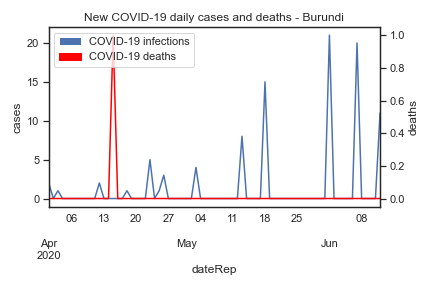 New COVID-19 daily cases and deaths - Burundi
COVID-19 infections
COVID-19 deaths
cases
20
15
10
5
0
deaths
1.0
0.8
0.6
0.4
0.2
0.0
06 13 20 27 04 11 18 25 08
Apr May Jun
2020
dateRep